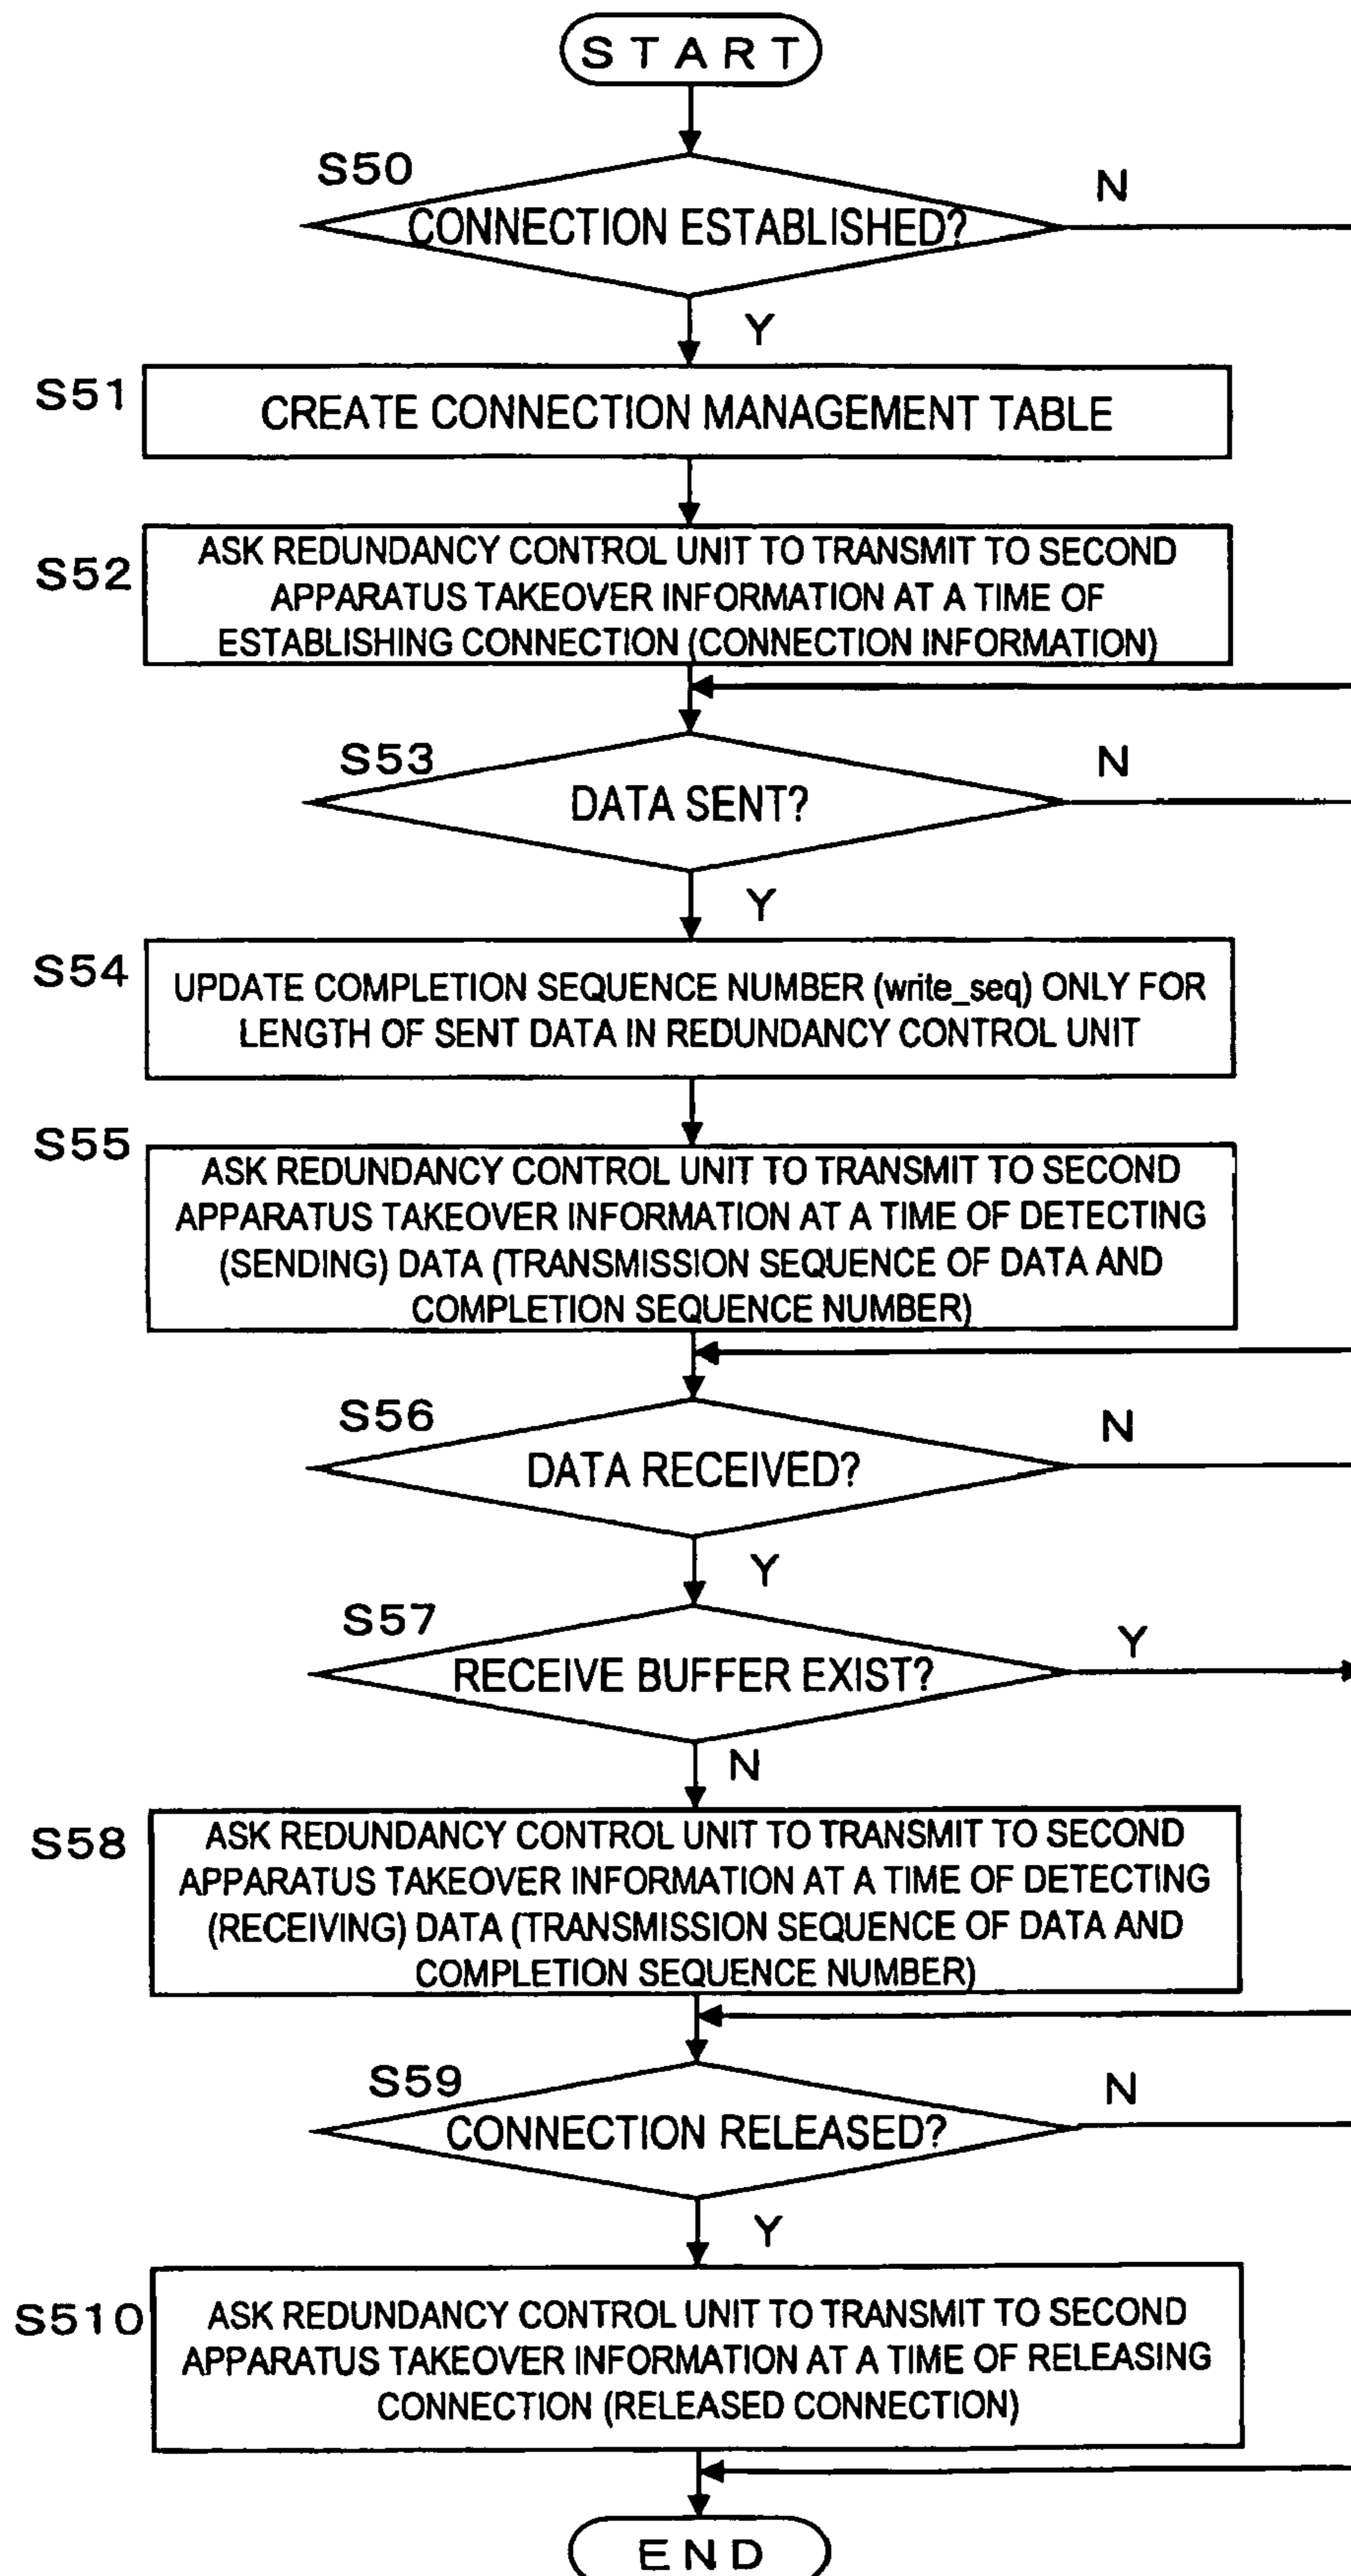 START
S50
N
CONNECTION ESTABLISHED?
Y
S51
CREATE CONNECTION MANAGEMENT TABLE
S52
ASK REDUNDANCY CONTROL UNIT TO TRANSMIT TO SECOND
APPARATUS TAKEOVER INFORMATION AT A TIME OF
ESTABLISHING CONNECTION (CONNECTION INFORMATION)
S53
N
DATA SENT?
Y
S54
UPDATE COMPLETION SEQUENCE NUMBER (write_seq) ONLY FOR
LENGTH OF SENT DATA IN REDUNDANCY CONTROL UNIT
S55
ASK REDUNDANCY CONTROL UNIT TO TRANSMIT TO SECOND
APPARATUS TAKEOVER INFORMATION AT A TIME OF DETECTING
(SENDING) DATA (TRANSMISSION SEQUENCE OF DATA AND
COMPLETION SEQUENCE NUMBER)
S56
N
DATA RECEIVED?
Y
S57
Y
RECEIVE BUFFER EXIST?
N
S58
ASK REDUNDANCY CONTROL UNIT TO TRANSMIT TO SECOND
APPARATUS TAKEOVER INFORMATION AT A TIME OF DETECTING
(RECEIVING) DATA (TRANSMISSION SEQUENCE OF DATA AND
COMPLETION SEQUENCE NUMBER)
S59
N
CONNECTION RELEASED?
Y
S510
ASK REDUNDANCY CONTROL UNIT TO TRANSMIT TO SECOND
APPARATUS TAKEOVER INFORMATION AT A TIME OF RELEASING
CONNECTION (RELEASED CONNECTION)
END